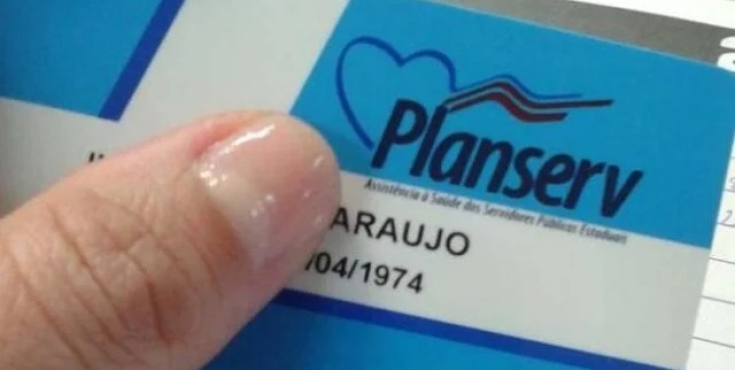 Planserv
Assistência à Saúde dos Servidores Públicos Estaduais
ARAUJO
/04/1974